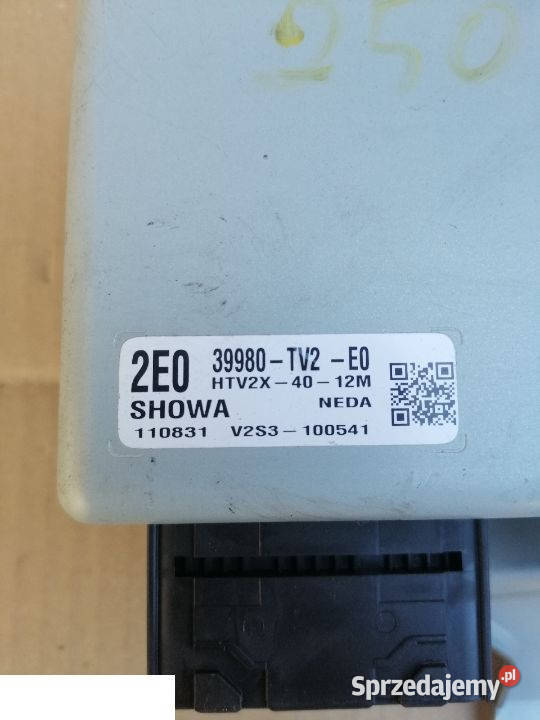 250
2E0 39980-TV2 -E0
HTV2X-40-12M
SHOWA NEDA
110831 V2S3-100541
Sprzedajemy.pl